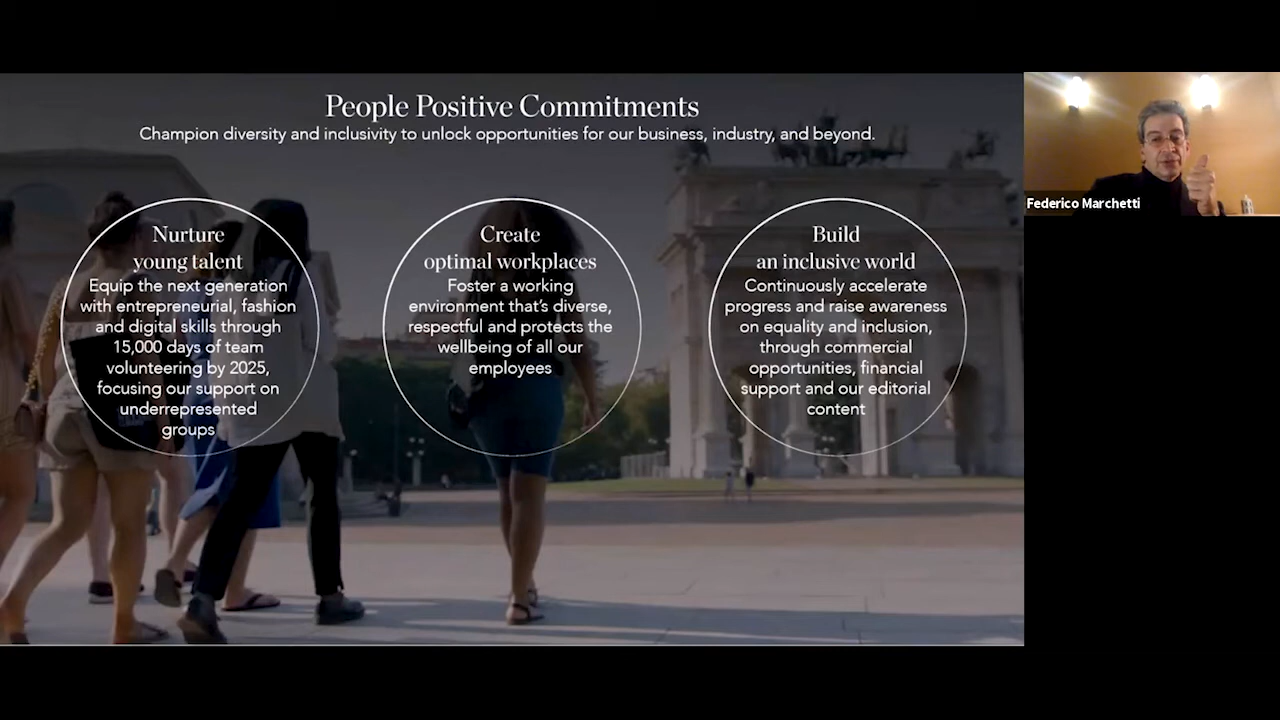 People Positive Commitments
Champion diversity and inclusivity to unlock opportunities for our business, industry, and beyond.
Nurture
young talent
Equip the next generation
with entrepreneurial, fashion
and digital skills through
15,000 days of team
volunteering by 2025,
focusing our support on
underrepresented
groups
Create
optimal workplaces
Foster a working
environment that's diverse,
respectful and protects the
wellbeing of all our
employees
Build
an inclusive world
Continuously accelerate
progress and raise awareness
on equality and inclusion,
through commercial
opportunities, financial
support and our editorial
content
Federico Marchetti